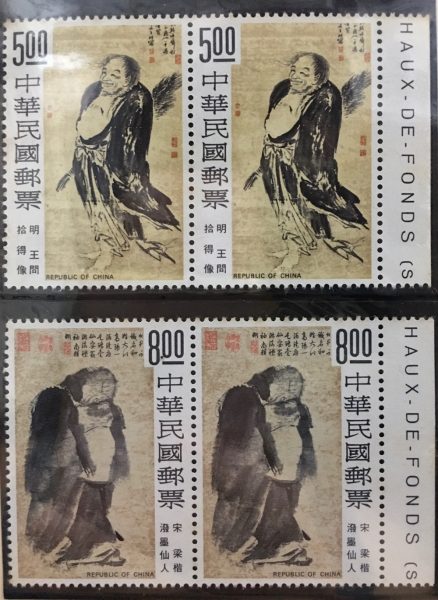 5.00
中華民國郵票
明 王問
拾得像
REPUBLIC OF CHINA
5.00
中華民國郵票
明 王問
拾得像
REPUBLIC OF CHINA
HAUX-DE-FONDS (S
8.00
中華民國郵票
宋 梁楷
潑墨仙人
REPUBLIC OF CHINA
8.00
中華民國郵票
宋 梁楷
潑墨仙人
REPUBLIC OF CHINA
HAUX-DE-FONDS (S